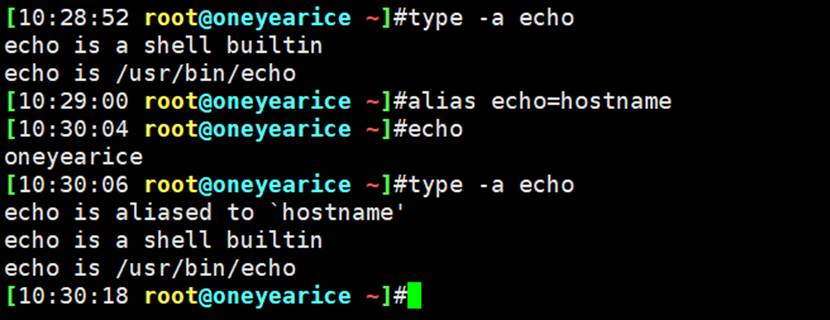 [10:28:52 root@oneyearice ~]#type -a echo
echo is a shell builtin
echo is /usr/bin/echo
[10:29:00 root@oneyearice ~]#alias echo=hostname
[10:30:04 root@oneyearice ~]#echo
oneyearice
[10:30:06 root@oneyearice ~]#type -a echo
echo is aliased to `hostname'
echo is a shell builtin
echo is /usr/bin/echo
[10:30:18 root@oneyearice ~]#